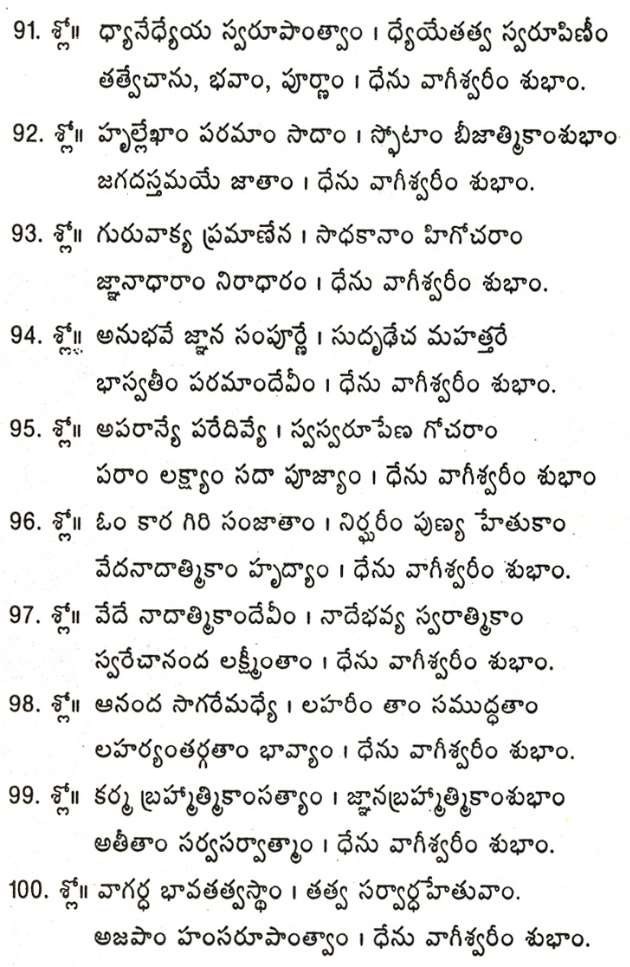 91. శ్లో॥ ధ్యానేధ్యేయ స్వరూపాంత్వాం । ధ్యేయేతత్వ స్వరూపిణీం
తత్వేచాను, భవాం, పూర్ణాం । ధేను వాగీశ్వరీం శుభాం.
92. శ్లో॥ హృల్లేఖాం పరమాం సాదాం । స్ఫోటాం బీజాత్మికాంశుభాం
జగదస్తమయే జాతాం । ధేను వాగీశ్వరీం శుభాం.
93. శ్లో॥ గురువాక్య ప్రమాణేన । సాధకానాం హిగోచరాం
జ్ఞానాధారాం నిరాధారాం । ధేను వాగీశ్వరీం శుభాం.
94. శ్లో॥ అనుభవే జ్ఞాన సంపూర్ణే । సుదృఢేచ మహత్తరే
భాస్వతీం పరమాందేవీం । ధేను వాగీశ్వరీం శుభాం.
95. శ్లో॥ అపరాన్యే పరేదివ్యే । స్వస్వరూపేణ గోచరాం
పరాం లక్ష్యాం సదా పూజ్యాం । ధేను వాగీశ్వరీం శుభాం
96. శ్లో॥ ఓం కార గిరి సంజాతాం । నిర్ఝరీం పుణ్య హేతుకాం
వేదనాదాత్మికాం హృద్యాం । ధేను వాగీశ్వరీం శుభాం.
97. శ్లో॥ వేదే నాదాత్మికాందేవీం । నాదేభవ్య స్వరాత్మికాం
స్వరేచానంద లక్ష్మీంతాం । ధేను వాగీశ్వరీం శుభాం.
98. శ్లో॥ ఆనంద సాగరేమధ్యే । లహరీం తాం సముద్ధతాం
లహర్యంతర్గతాం భావ్యాం । ధేను వాగీశ్వరీం శుభాం.
99. శ్లో॥ కర్మ బ్రహ్మాత్మికాంసత్యాం । జ్ఞానబ్రహ్మాత్మికాంశుభాం
అతీతాం సర్వసర్వాత్మాం । ధేను వాగీశ్వరీం శుభాం.
100. శ్లో॥ వాగర్ధ భావతత్వస్థాం । తత్వ సర్వార్ధహేతువాం.
అజపాం హంసరూపాంత్వాం । ధేను వాగీశ్వరీం శుభాం.